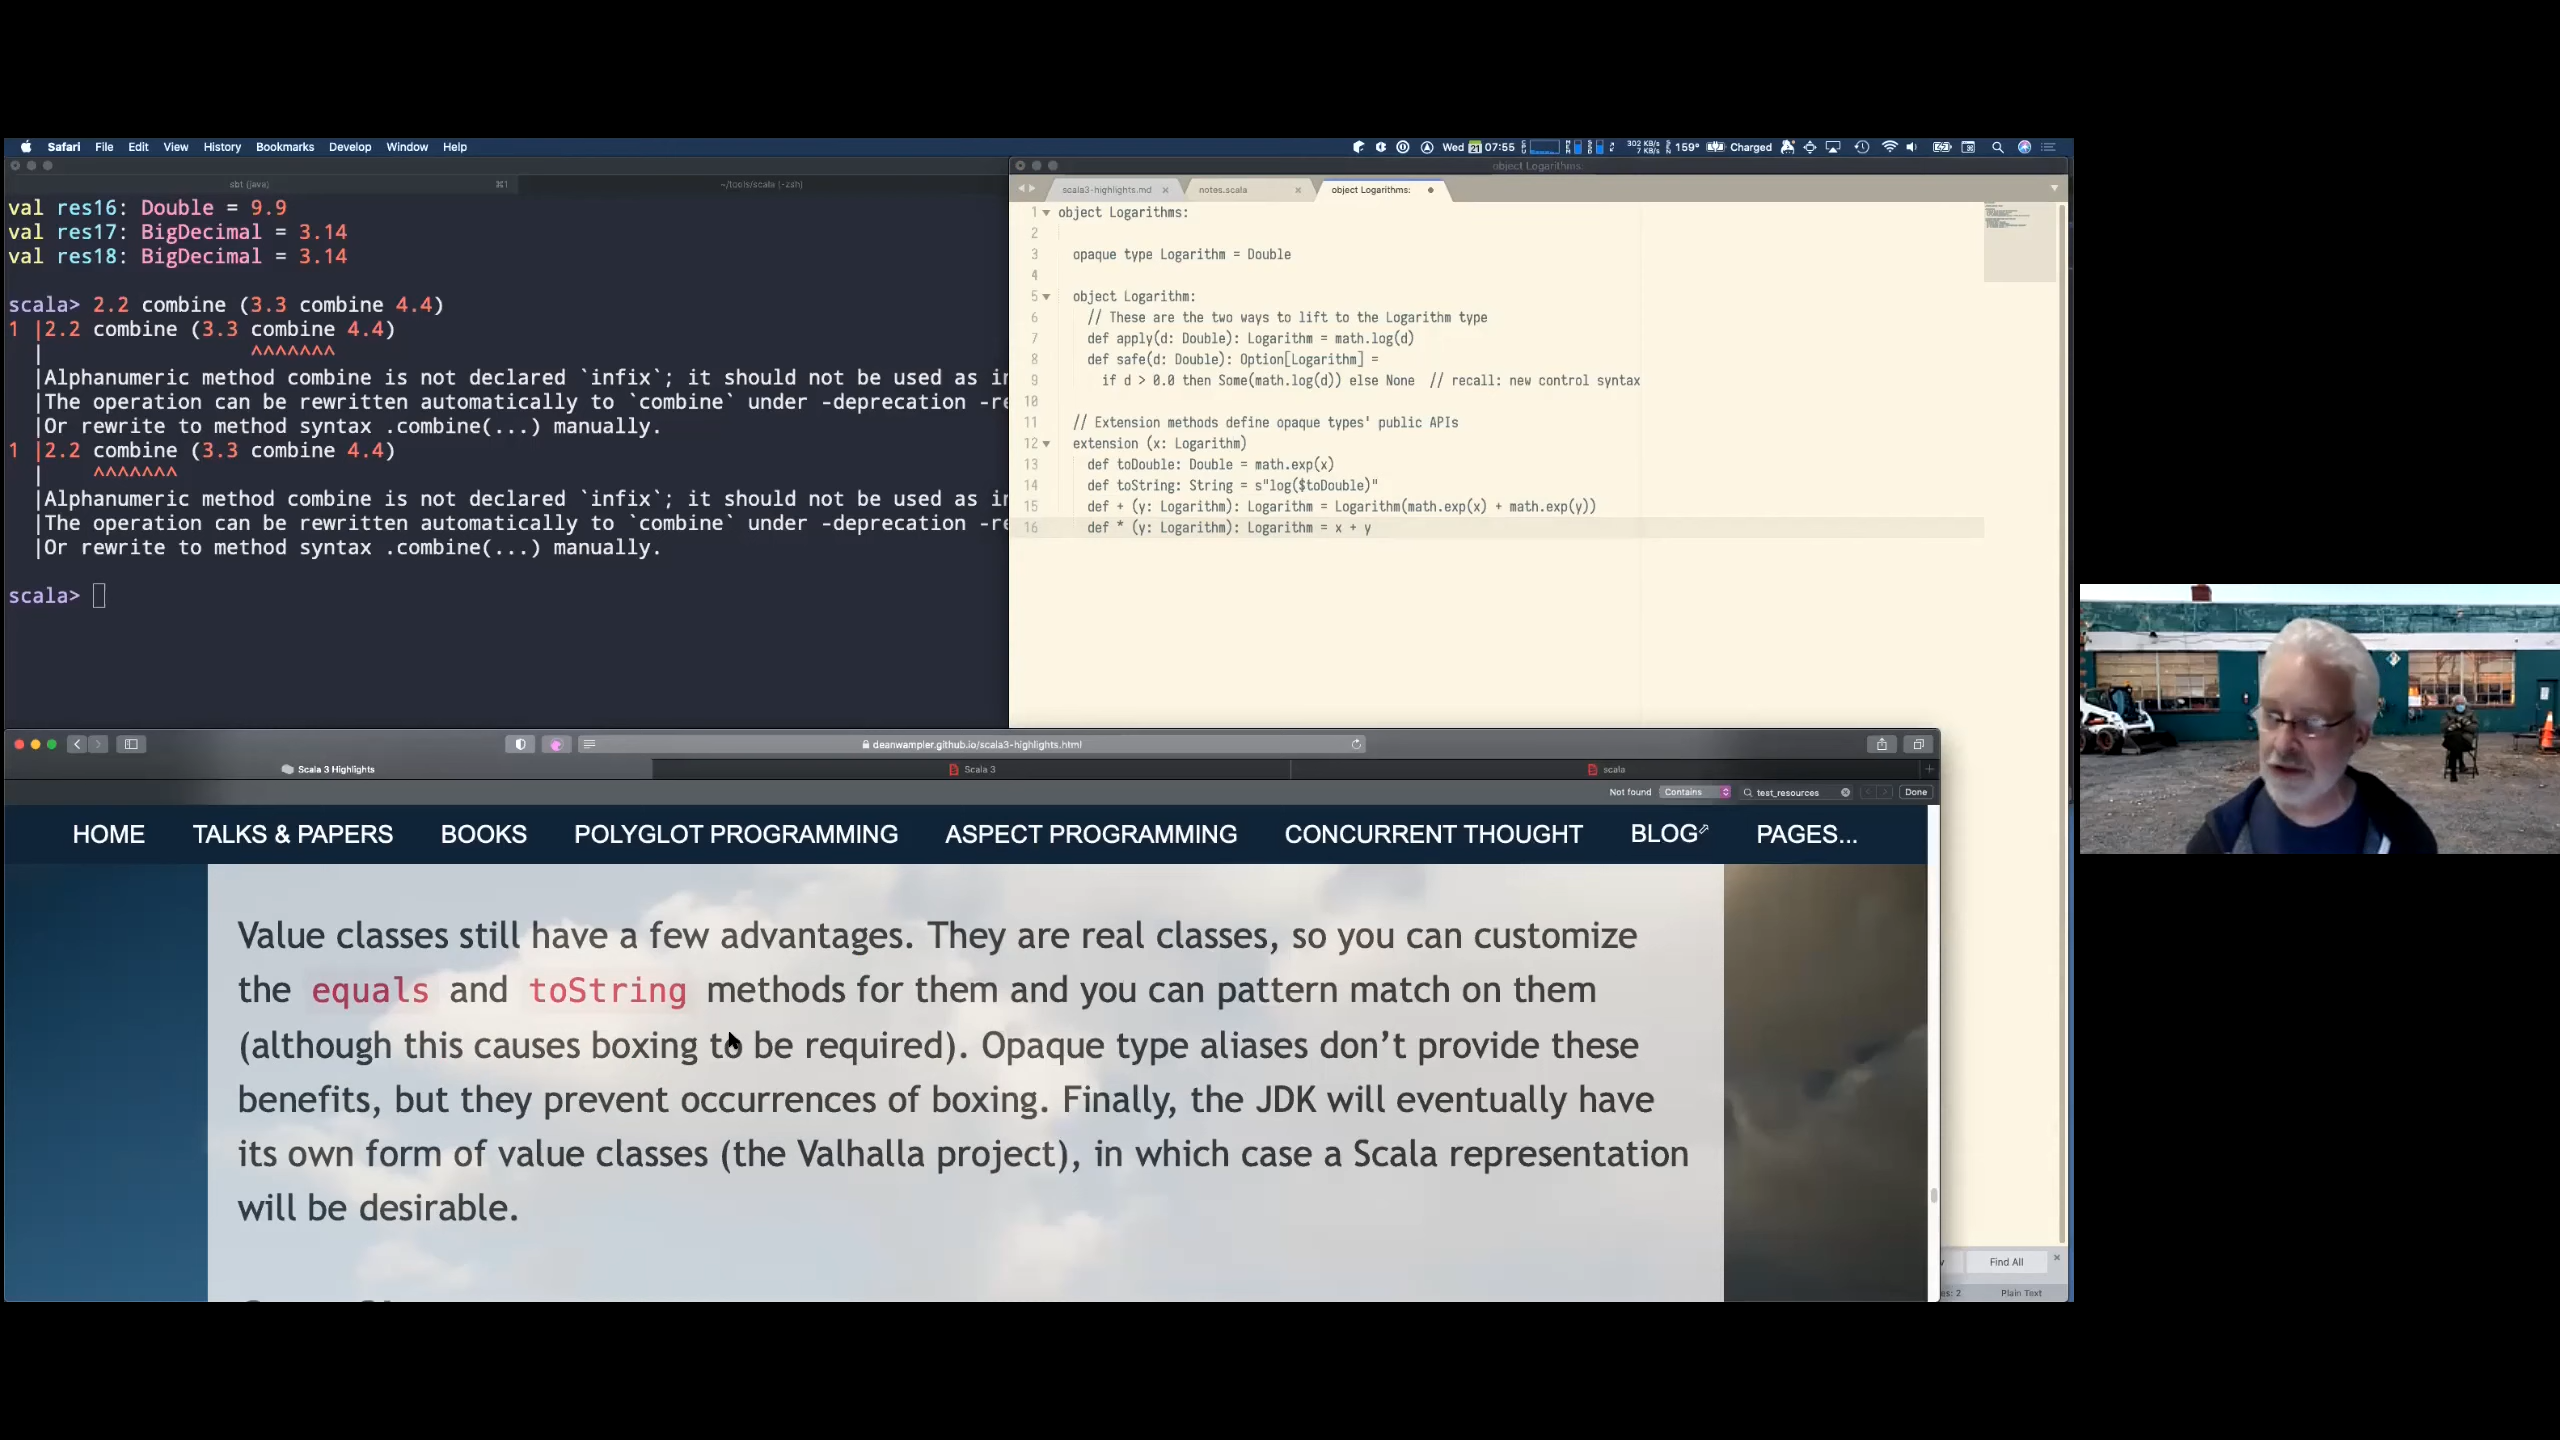 Safari File Edit View History Bookmarks Develop Window Help
Wed 21 07:55 302 KB/s 7 KB/s 159° Charged
sbt (java) ⌘1 ~/tools/scala (-zsh)
val res16: Double = 9.9
val res17: BigDecimal = 3.14
val res18: BigDecimal = 3.14
scala> 2.2 combine (3.3 combine 4.4)
1 |2.2 combine (3.3 combine 4.4)
| ^^^^^^^
|Alphanumeric method combine is not declared `infix`; it should not be used as in
|The operation can be rewritten automatically to `combine` under -deprecation -re
|Or rewrite to method syntax .combine(...) manually.
1 |2.2 combine (3.3 combine 4.4)
| ^^^^^^^
|Alphanumeric method combine is not declared `infix`; it should not be used as in
|The operation can be rewritten automatically to `combine` under -deprecation -re
|Or rewrite to method syntax .combine(...) manually.
scala>
object Logarithms:
scala3-highlights.md notes.scala object Logarithms:
1 object Logarithms:
2
3 opaque type Logarithm = Double
4
5 object Logarithm:
6 // These are the two ways to lift to the Logarithm type
7 def apply(d: Double): Logarithm = math.log(d)
8 def safe(d: Double): Option[Logarithm] =
9 if d > 0.0 then Some(math.log(d)) else None // recall: new control syntax
10
11 // Extension methods define opaque types' public APIs
12 extension (x: Logarithm)
13 def toDouble: Double = math.exp(x)
14 def toString: String = s"log($toDouble)"
15 def + (y: Logarithm): Logarithm = Logarithm(math.exp(x) + math.exp(y))
16 def * (y: Logarithm): Logarithm = x + y
deanwampler.github.io/scala3-highlights.html
Scala 3 Highlights Scala 3 scala
Not found Contains test_resources Done
HOME TALKS & PAPERS BOOKS POLYGLOT PROGRAMMING ASPECT PROGRAMMING CONCURRENT THOUGHT BLOG PAGES...
Value classes still have a few advantages. They are real classes, so you can customize
the equals and toString methods for them and you can pattern match on them
(although this causes boxing to be required). Opaque type aliases don’t provide these
benefits, but they prevent occurrences of boxing. Finally, the JDK will eventually have
its own form of value classes (the Valhalla project), in which case a Scala representation
will be desirable.
Find All
es: 2 Plain Text